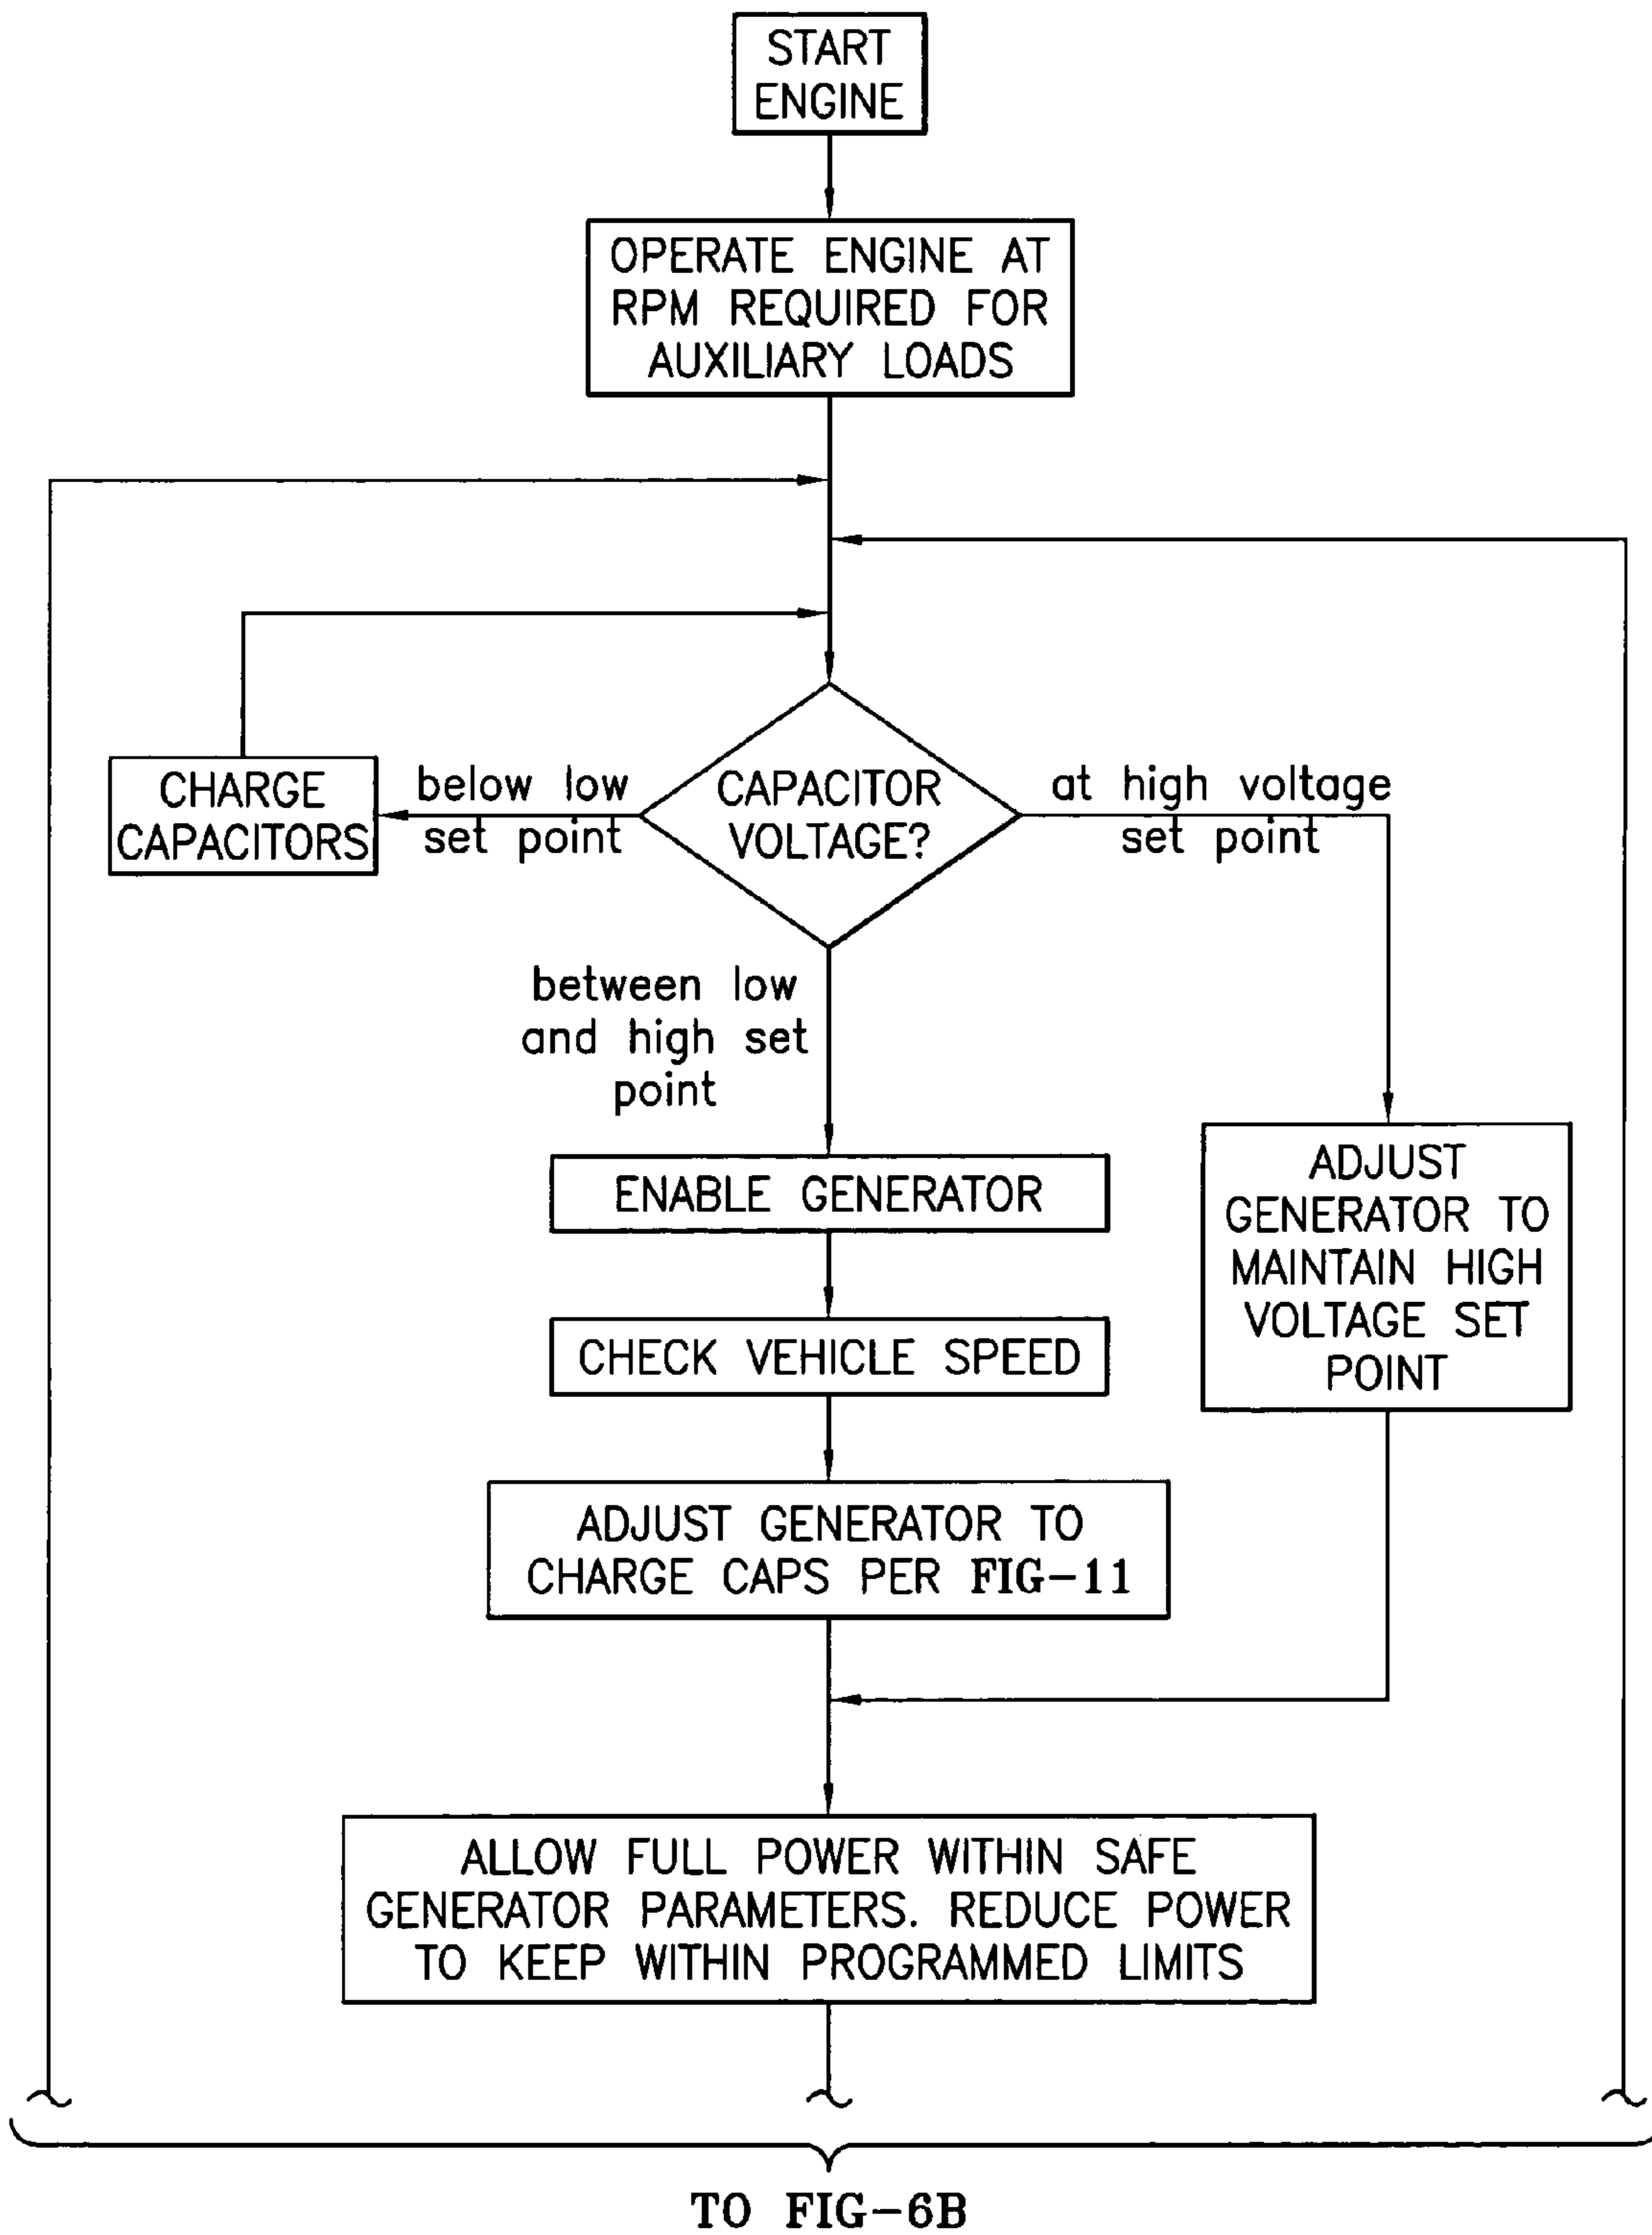 START
ENGINE
OPERATE ENGINE AT
RPM REQUIRED FOR
AUXILIARY LOADS
CHARGE
CAPACITORS
below low
set point
CAPACITOR
VOLTAGE?
at high voltage
set point
between low
and high set
point
ENABLE GENERATOR
CHECK VEHICLE SPEED
ADJUST GENERATOR TO
CHARGE CAPS PER FIG-11
ADJUST
GENERATOR TO
MAINTAIN HIGH
VOLTAGE SET
POINT
ALLOW FULL POWER WITHIN SAFE
GENERATOR PARAMETERS. REDUCE POWER
TO KEEP WITHIN PROGRAMMED LIMITS
TO FIG-6B